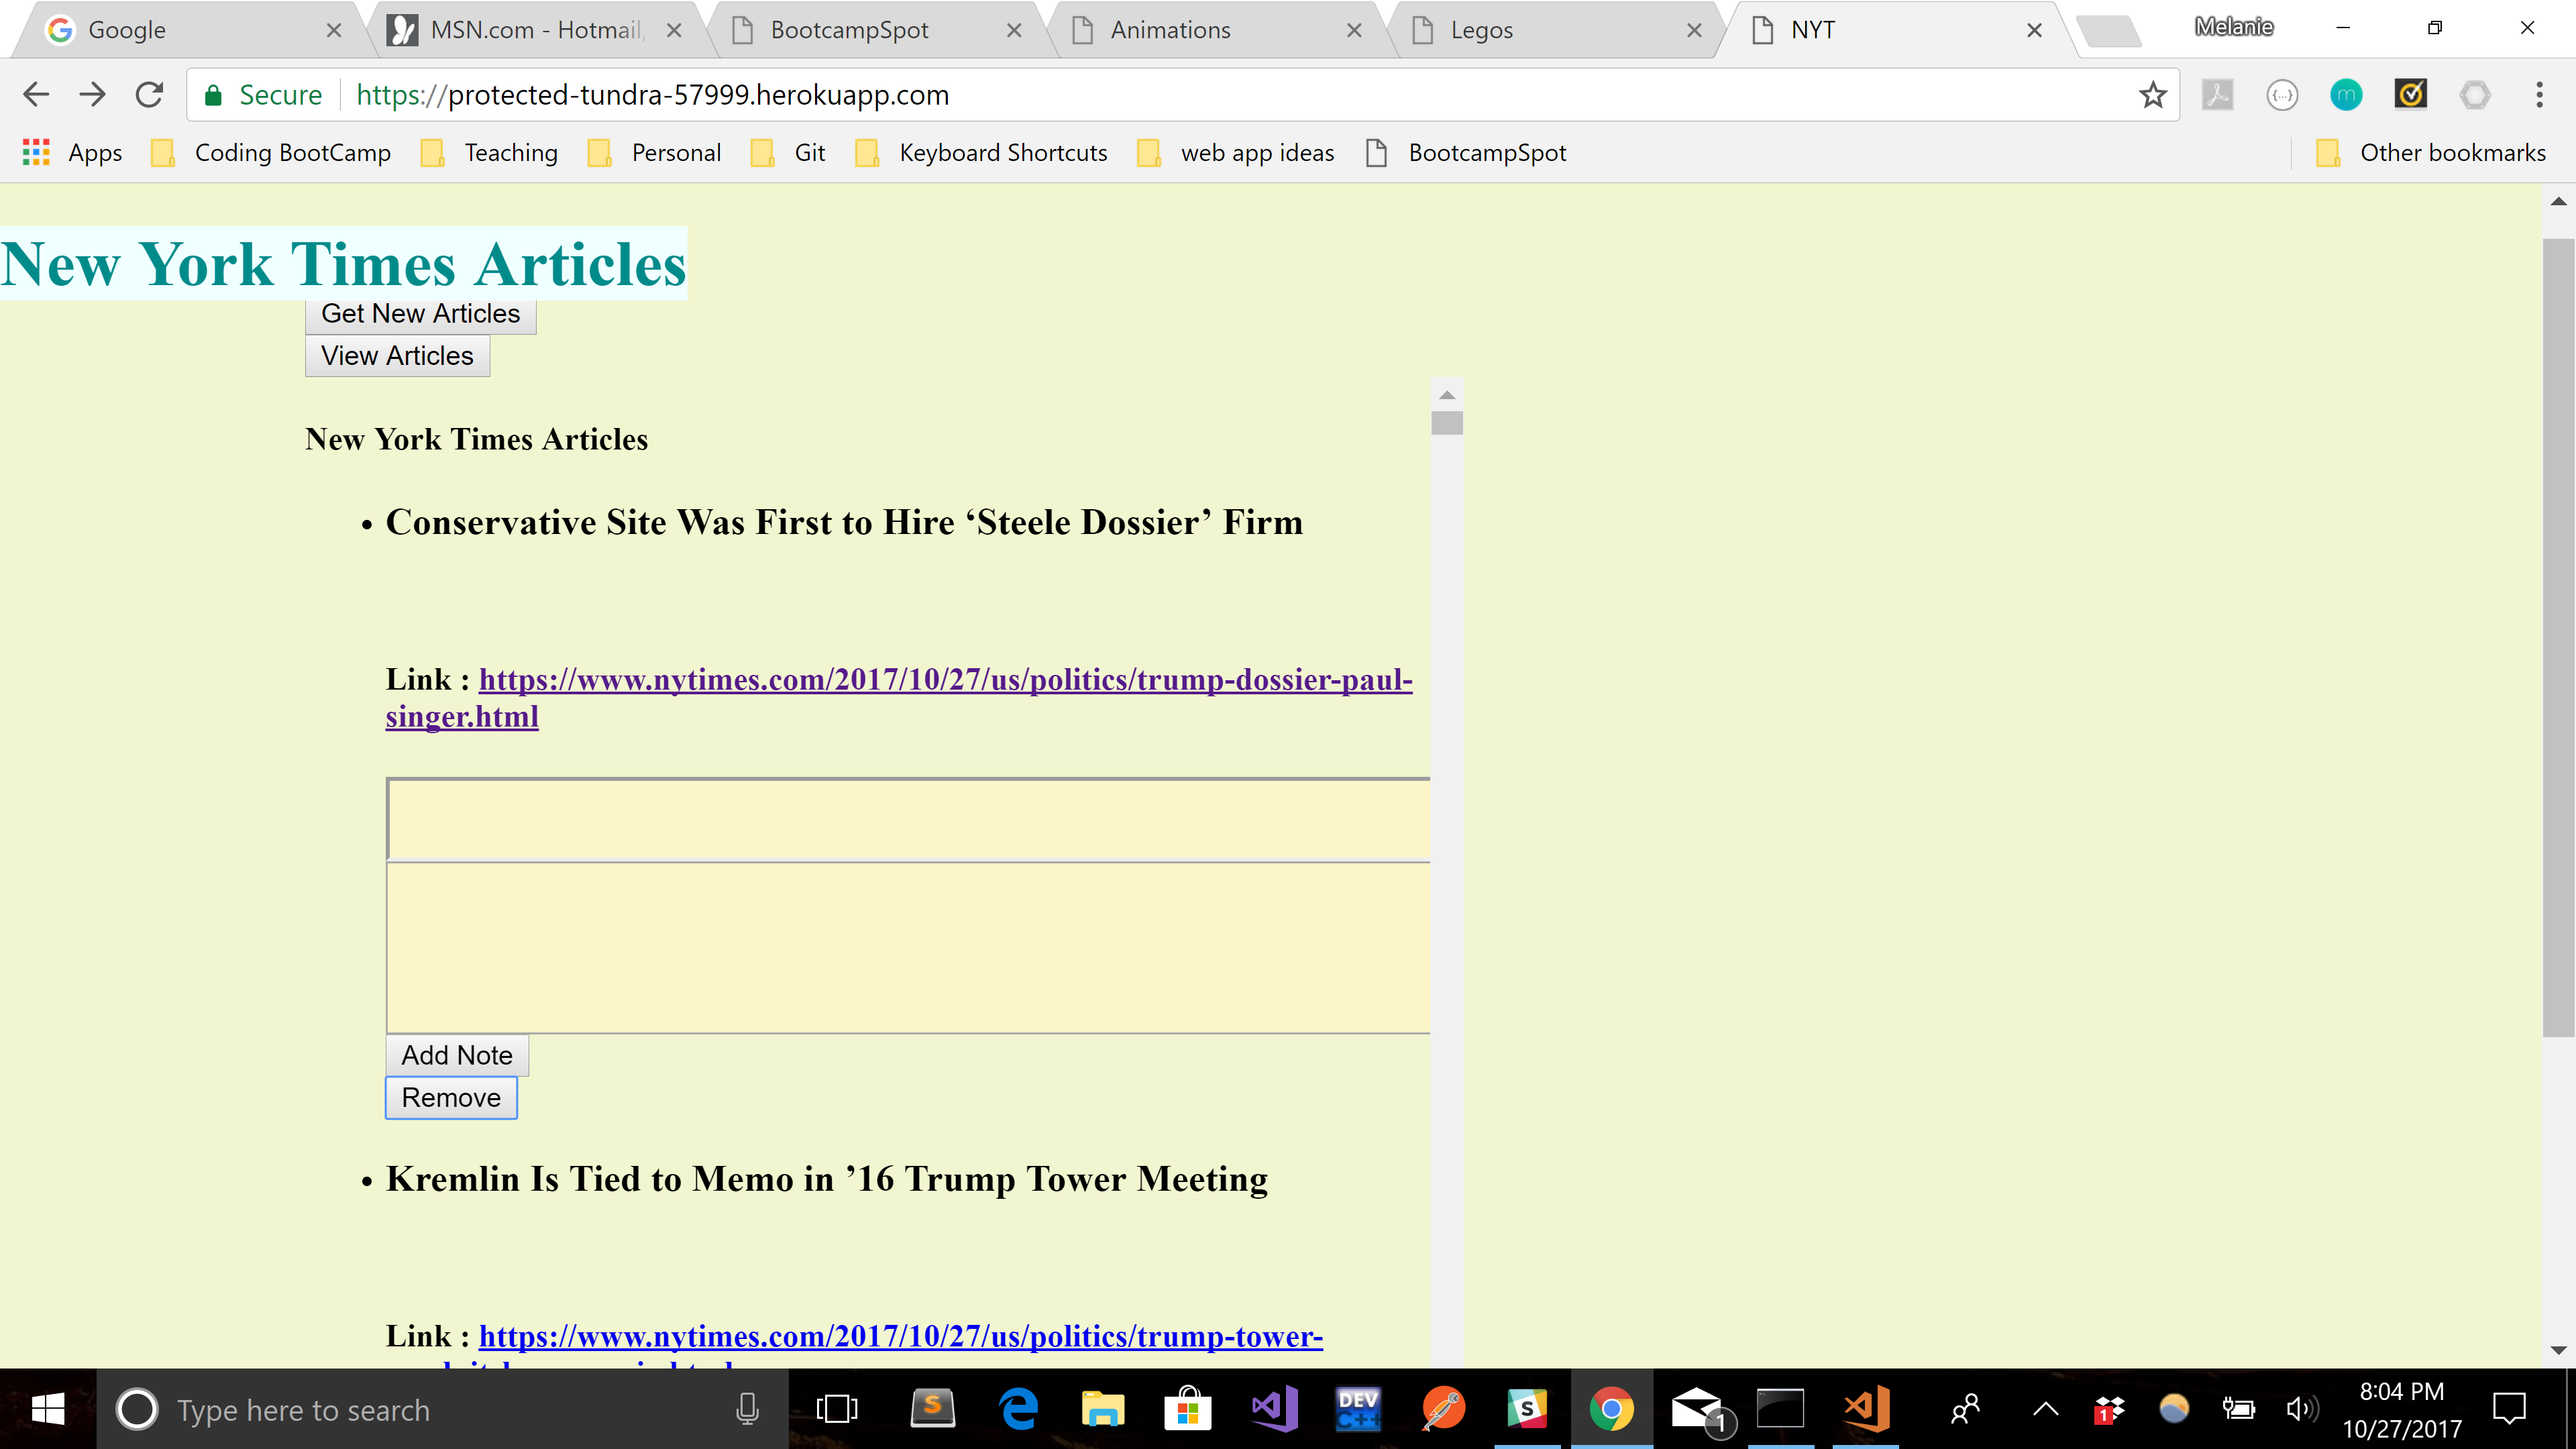 Google
MSN.com - Hotmail,
BootcampSpot
Animations
Legos
NYT
Melanie
Secure
https://protected-tundra-57999.herokuapp.com
{...}
m
Apps
Coding BootCamp
Teaching
Personal
Git
Keyboard Shortcuts
web app ideas
BootcampSpot
Other bookmarks
New York Times Articles
Get New Articles
View Articles
New York Times Articles
• Conservative Site Was First to Hire ‘Steele Dossier’ Firm
Link : https://www.nytimes.com/2017/10/27/us/politics/trump-dossier-paul-
singer.html
Add Note
Remove
• Kremlin Is Tied to Memo in ’16 Trump Tower Meeting
Link : https://www.nytimes.com/2017/10/27/us/politics/trump-tower-
Type here to search
S
DEV
C++
S
1
1
8:04 PM
10/27/2017